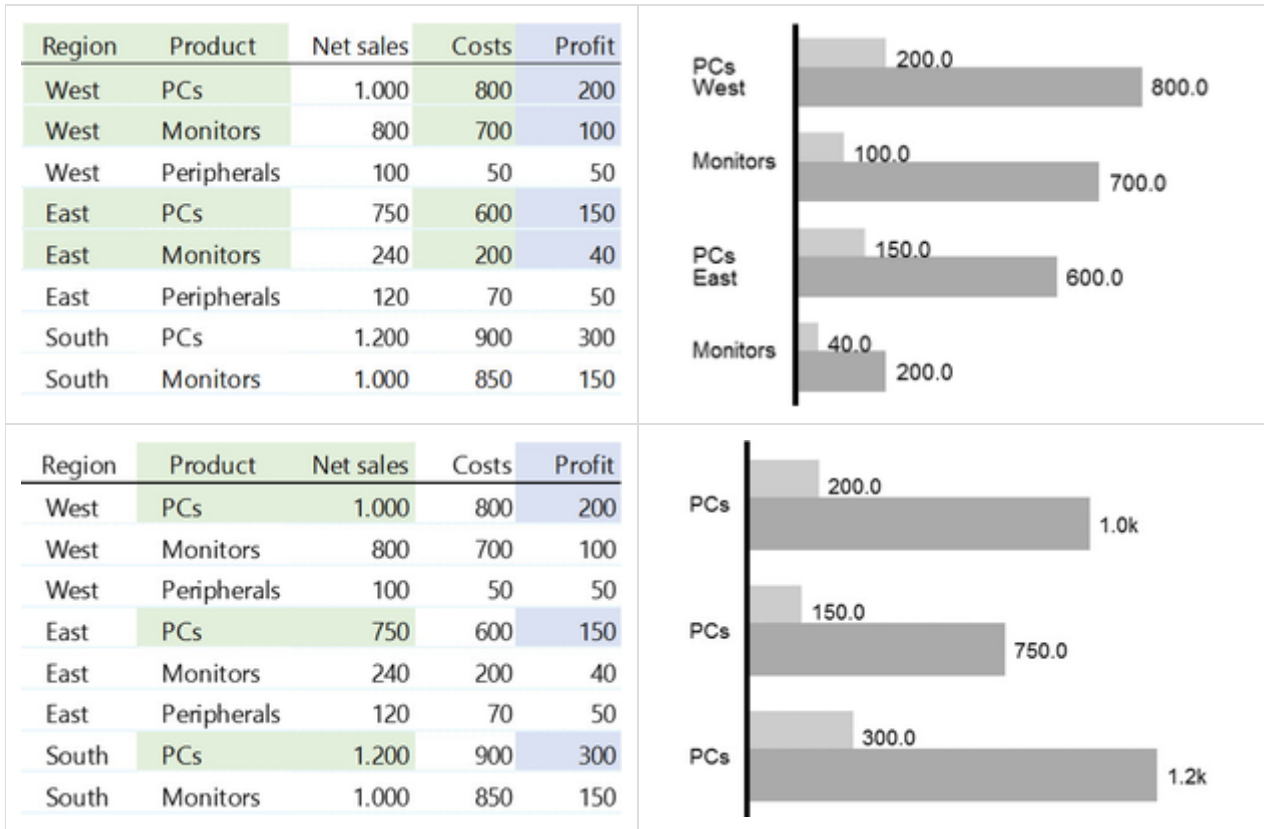 Region Product Net sales Costs Profit
West PCs 1.000 800 200
West Monitors 800 700 100
West Peripherals 100 50 50
East PCs 750 600 150
East Monitors 240 200 40
East Peripherals 120 70 50
South PCs 1.200 900 300
South Monitors 1.000 850 150
200.0
PCs
West
800.0
100.0
Monitors
700.0
150.0
PCs
East
600.0
40.0
Monitors
200.0
Region Product Net sales Costs Profit
West PCs 1.000 800 200
West Monitors 800 700 100
West Peripherals 100 50 50
East PCs 750 600 150
East Monitors 240 200 40
East Peripherals 120 70 50
South PCs 1.200 900 300
South Monitors 1.000 850 150
200.0
PCs
1.0k
150.0
PCs
750.0
300.0
PCs
1.2k